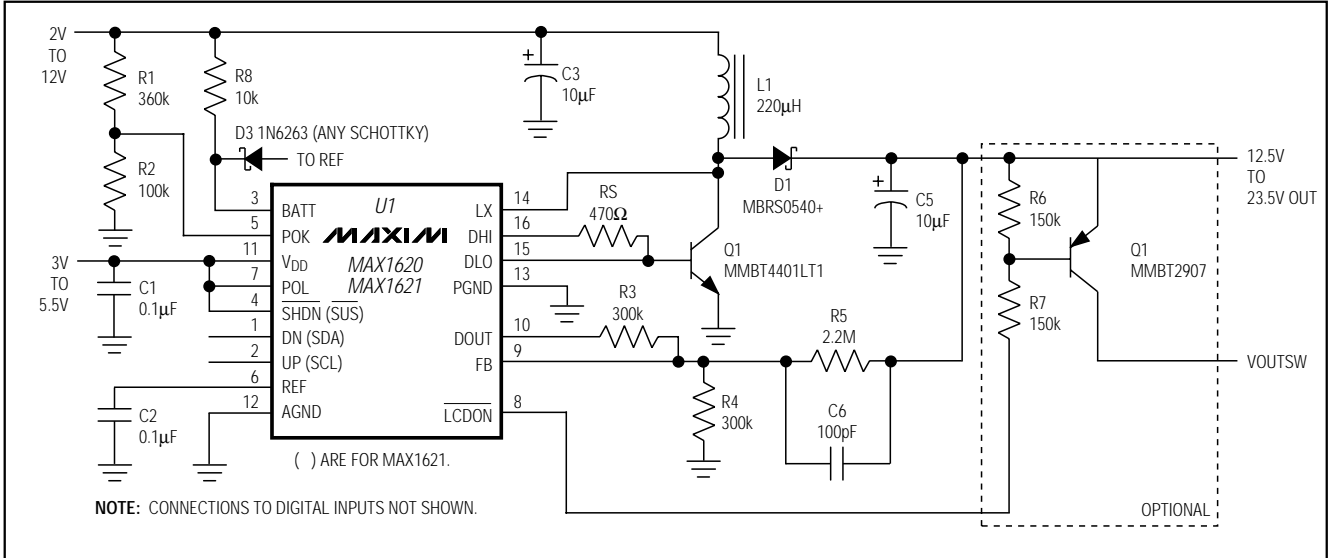 2V
TO
12V
R1
360k
R8
10k
C3
10µF
+
L1
220µH
D3 1N6263 (ANY SCHOTTKY)
TO REF
R2
100k
D1
MBRS0540+
+
C5
10µF
12.5V
TO
23.5V OUT
R6
150k
Q1
MMBT2907
R7
150k
VOUTSW
OPTIONAL
3V
TO
5.5V
C1
0.1µF
C2
0.1µF
U1
MAXIM
MAX1620
MAX1621
3 BATT
5 POK
11 VDD
7 POL
4 SHDN (SUS)
1 DN (SDA)
2 UP (SCL)
6 REF
12 AGND
LX 14
DHI 16
DLO 15
PGND 13
DOUT 10
FB 9
LCDON 8
RS
470Ω
Q1
MMBT4401LT1
R3
300k
R5
2.2M
R4
300k
C6
100pF
( ) ARE FOR MAX1621.
NOTE: CONNECTIONS TO DIGITAL INPUTS NOT SHOWN.